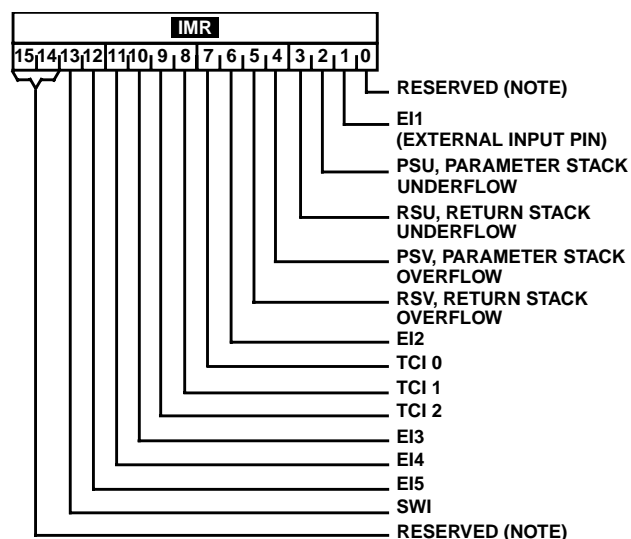 IMR
15 14 13 12 11 10 9 8 7 6 5 4 3 2 1 0
RESERVED (NOTE)
EI1
(EXTERNAL INPUT PIN)
PSU, PARAMETER STACK
UNDERFLOW
RSU, RETURN STACK
UNDERFLOW
PSV, PARAMETER STACK
OVERFLOW
RSV, RETURN STACK
OVERFLOW
EI2
TCI 0
TCI 1
TCI 2
EI3
EI4
EI5
SWI
RESERVED (NOTE)